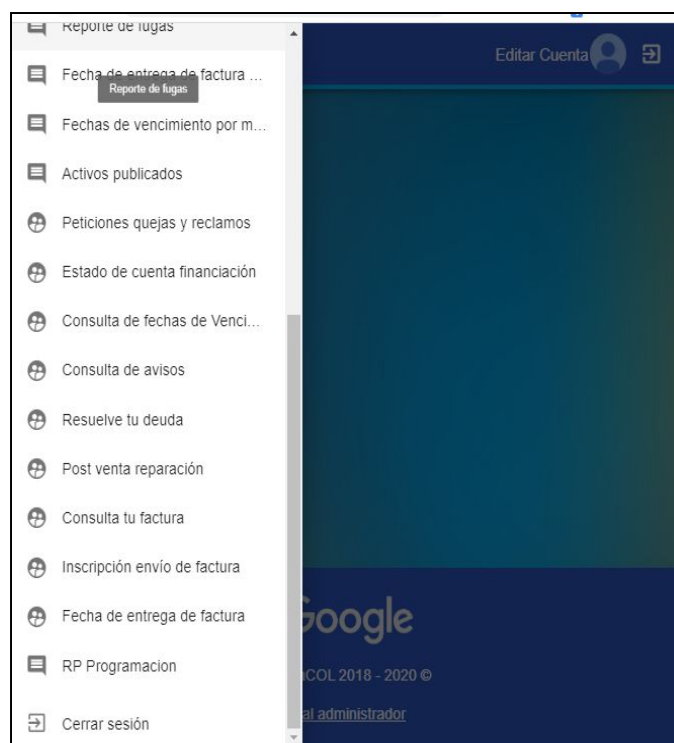 Reporte de fugas
Editar Cuenta
Fecha de entrega de factura ...
Reporte de fugas
Fechas de vencimiento por m...
Activos publicados
Peticiones quejas y reclamos
Estado de cuenta financiación
Consulta de fechas de Venci...
Consulta de avisos
Resuelve tu deuda
Post venta reparación
Consulta tu factura
Inscripción envío de factura
Fecha de entrega de factura
Google
RP Programacion
COL 2018 - 2020 ©
al administrador
Cerrar sesión